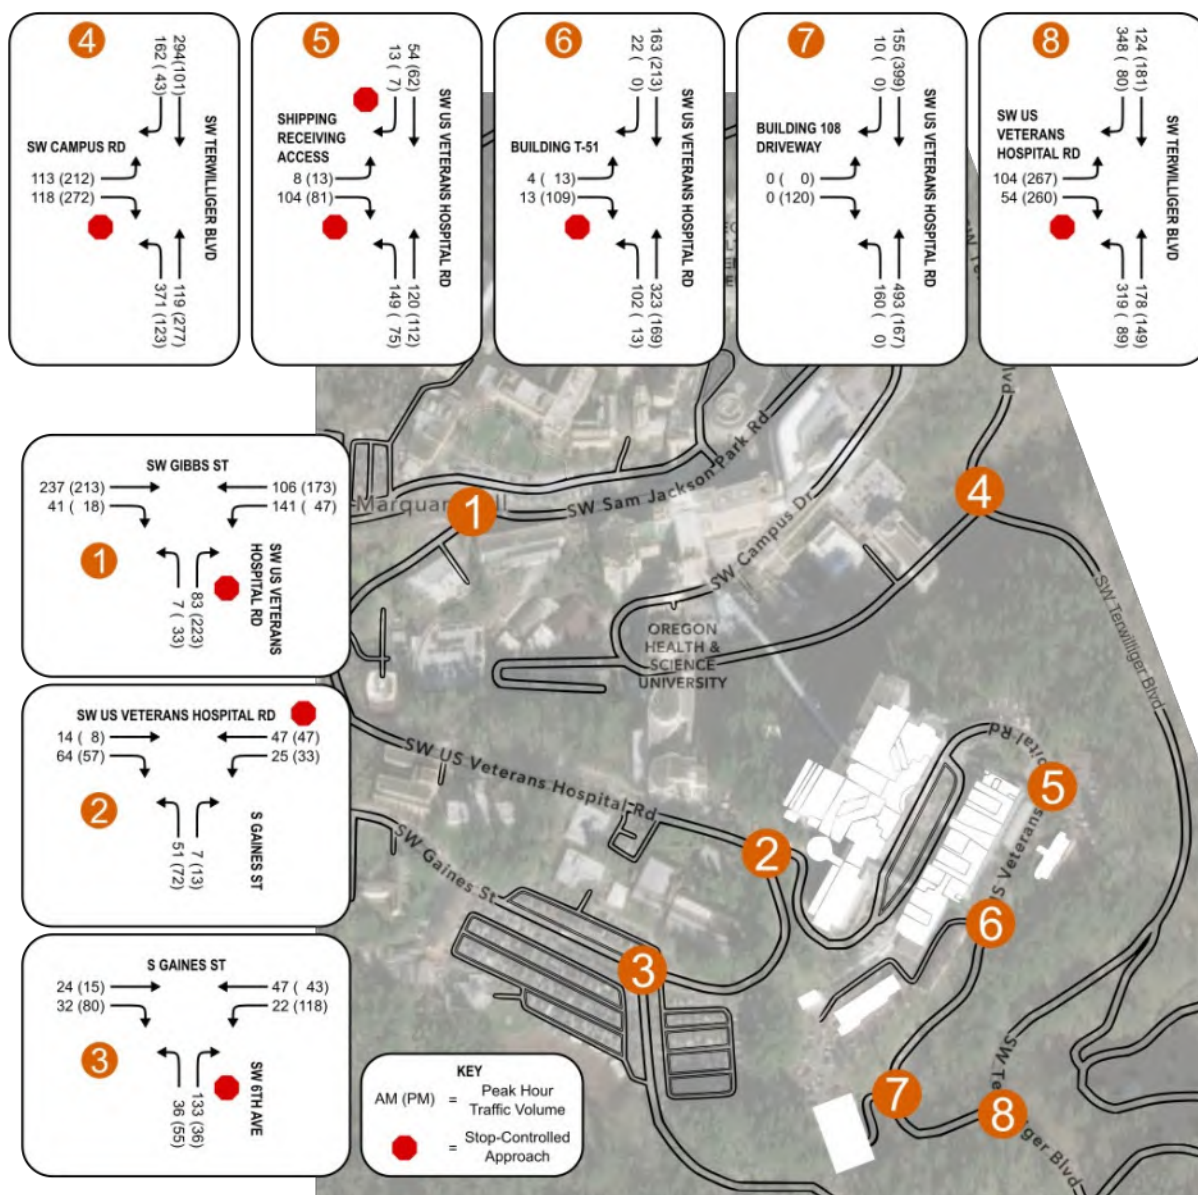 4
294(101)
162 ( 43)
SW TERWILLIGER BLVD
SW CAMPUS RD
113 (212)
118 (272)
371 (123)
119 (277)
5
54 (62)
13 ( 7)
SW US VETERANS HOSPITAL RD
SHIPPING
RECEIVING
ACCESS
8 (13)
104 (81)
149 ( 75)
120 (112)
6
163 (213)
22 ( 0)
SW US VETERANS HOSPITAL RD
BUILDING T-51
4 ( 13)
13 (109)
102 ( 13)
323 (169)
7
155 (399)
10 ( 0)
SW US VETERANS HOSPITAL RD
BUILDING 108
DRIVEWAY
0 ( 0)
0 (120)
160 ( 0)
493 (167)
8
124 (181)
348 ( 80)
SW TERWILLIGER BLVD
SW US
VETERANS
HOSPITAL RD
104 (267)
54 (260)
319 ( 89)
178 (149)
SW GIBBS ST
237 (213)
106 (173)
41 ( 18)
141 ( 47)
1
SW US VETERANS
HOSPITAL RD
7 ( 33)
83 (223)
SW US VETERANS HOSPITAL RD
14 ( 8)
47 (47)
64 (57)
25 (33)
2
S GAINES ST
51 (72)
7 (13)
S GAINES ST
24 (15)
47 ( 43)
32 (80)
22 (118)
3
SW 6TH AVE
36 (55)
133 (36)
KEY
AM (PM) = Peak Hour
Traffic Volume
= Stop-Controlled
Approach
lvd
1
SW Sam Jackson Park Rd
4
SW Campus Dr
OREGON
HEALTH &
SCIENCE
UNIVERSITY
SW Terwilliger Blvd
SW US Veterans Hospital Rd
pital Rd
5
US Veterans
2
SW Gaines St
6
3
SW Te
7
8
iger Blvd